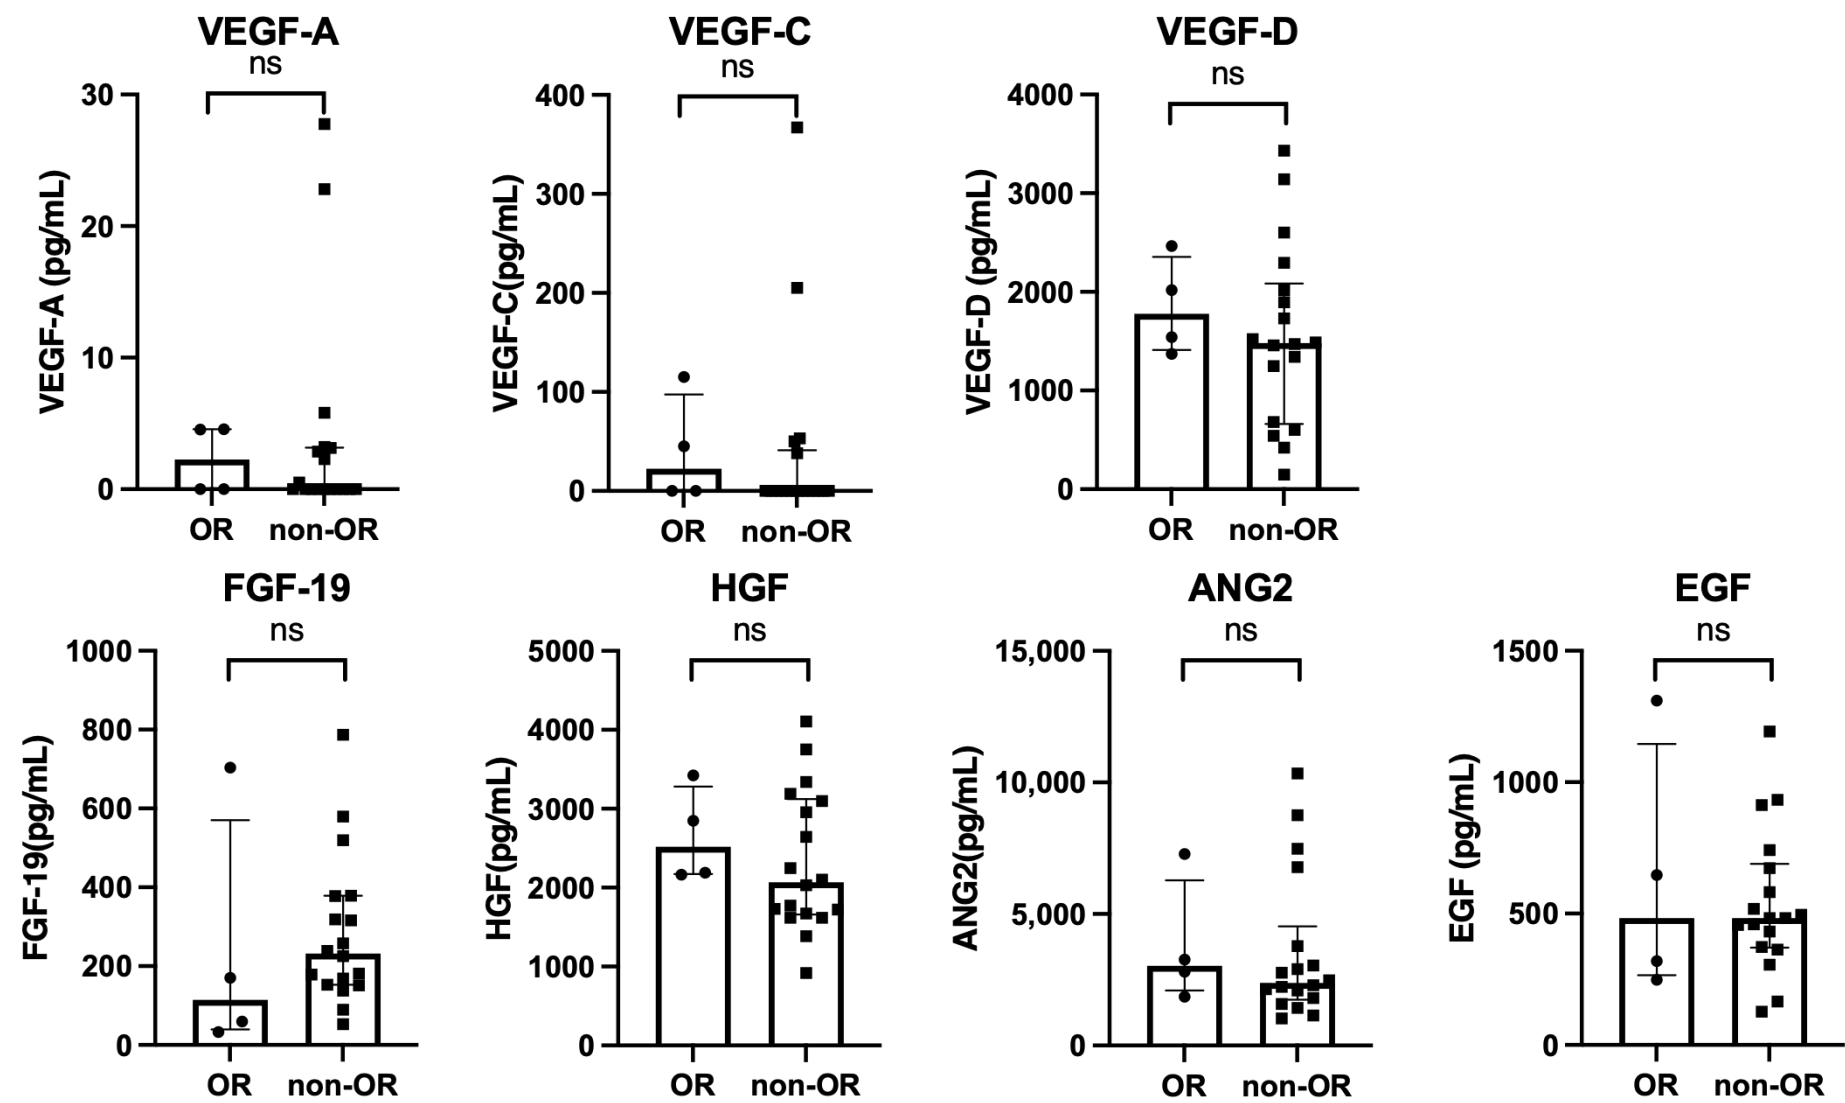 VEGF-A
ns
VEGF-A (pg/mL)
30
20
10
0
OR non-OR
VEGF-C
ns
VEGF-C(pg/mL)
400
300
200
100
0
OR non-OR
VEGF-D
ns
VEGF-D (pg/mL)
4000
3000
2000
1000
0
OR non-OR
FGF-19
ns
FGF-19(pg/mL)
1000
800
600
400
200
0
OR non-OR
HGF
ns
HGF(pg/mL)
5000
4000
3000
2000
1000
0
OR non-OR
ANG2
ns
ANG2(pg/mL)
15,000
10,000
5,000
0
OR non-OR
EGF
ns
EGF (pg/mL)
1500
1000
500
0
OR non-OR